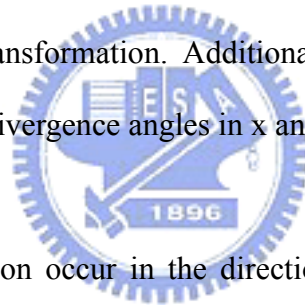 ansformation. Additiona
ivergence angles in x an
E S
1896
on occur in the directi